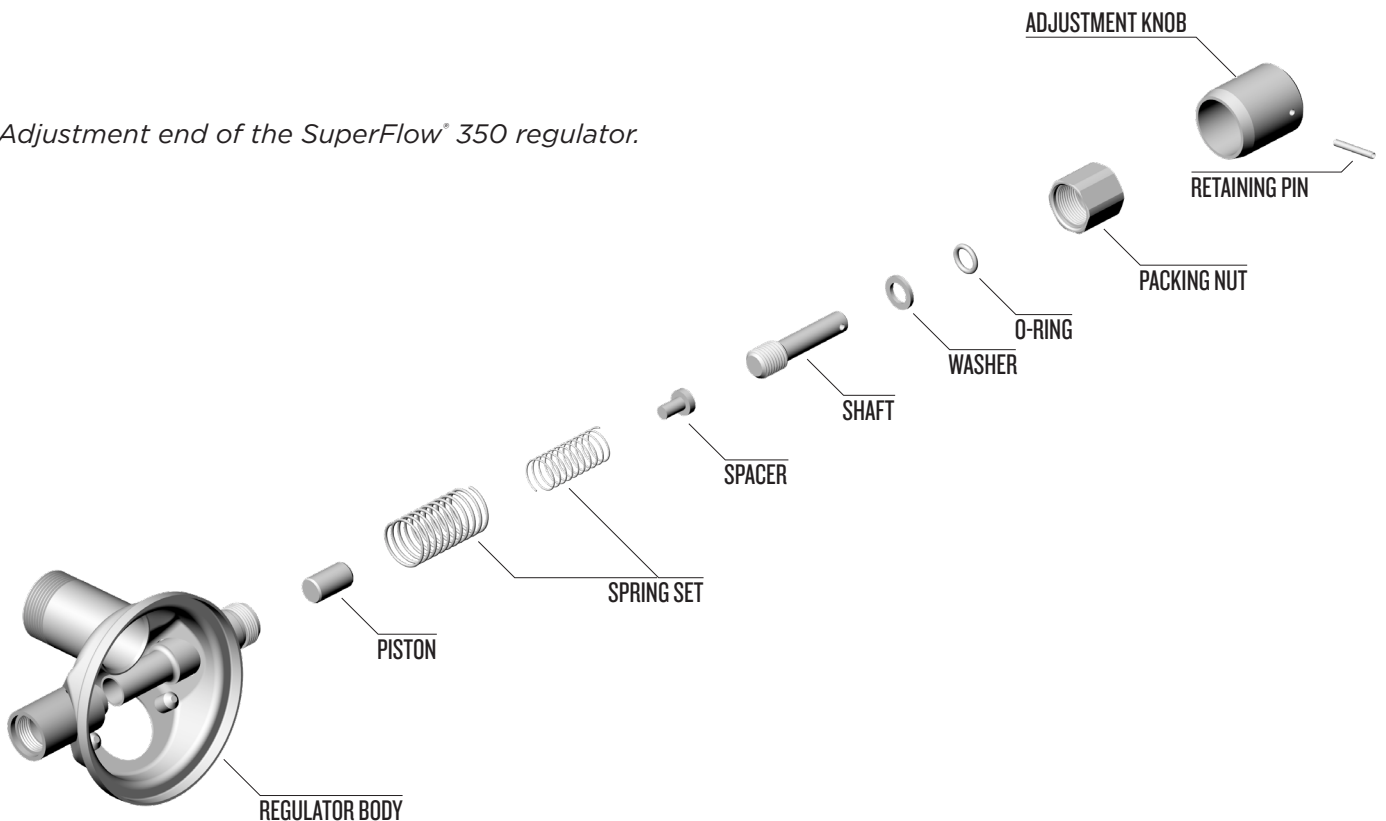 ADJUSTMENT KNOB
Adjustment end of the SuperFlow® 350 regulator.
RETAINING PIN
PACKING NUT
O-RING
WASHER
SHAFT
SPACER
SPRING SET
PISTON
REGULATOR BODY